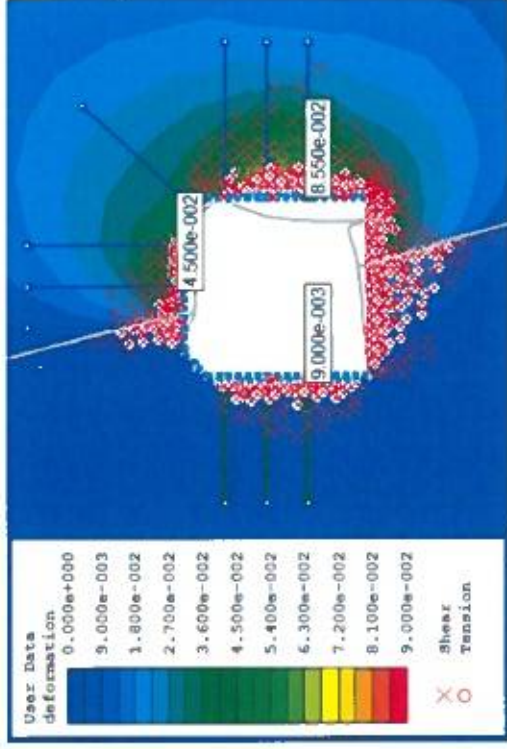 User Data
deformation
0.000e+000
9.000e-003
1.800e-002
2.700e-002
3.600e-002
4.500e-002
5.400e-002
6.300e-002
7.200e-002
8.100e-002
9.000e-002
Shear
Tension
4.500e-002
9.000e-003
8.550e-002